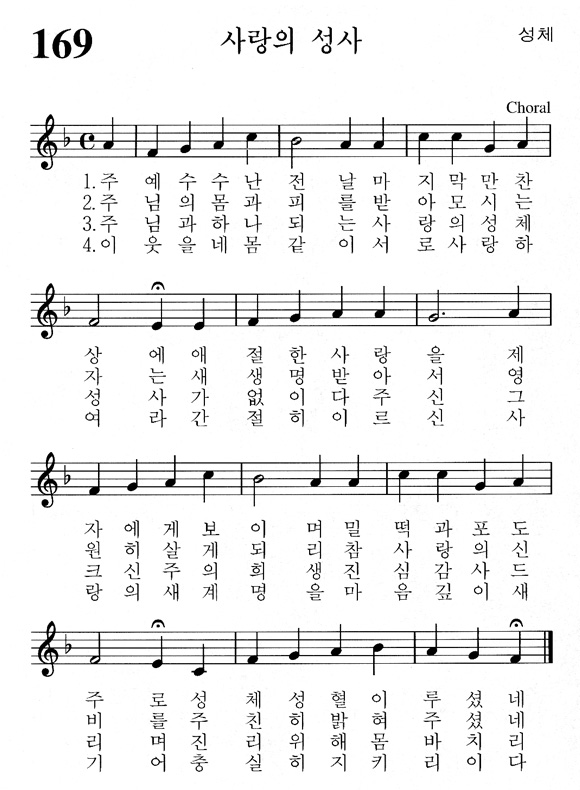 169 사랑의 성사 성체
Choral
1.주 예 수 수 난 전 날 마 지 막 만 찬
2.주 님 의 몸 과 피 를 받 아 모 시 는
3.주 님 과 하 나 되 는 사 랑 의 성 체
4.이 웃 을 네 몸 같 이 서 로 사 랑 하
상 에 애 절 한 사 랑 을 제
자 는 새 생 명 받 아 서 영
성 사 가 없 이 다 주 신 그
여 라 간 절 히 이 르 신 사
자 에 게 보 이 며 밀 떡 과 포 도
원 히 살 게 되 리 참 사 랑 의 신
크 신 주 의 희 생 진 심 감 사 드
랑 의 새 계 명 을 마 음 깊 이 새
주 로 성 체 성 혈 이 루 셨 네
비 를 주 친 히 밝 혀 주 셨 네
리 며 진 리 위 해 몸 바 치 리
기 어 충 실 히 지 키 리 이 다